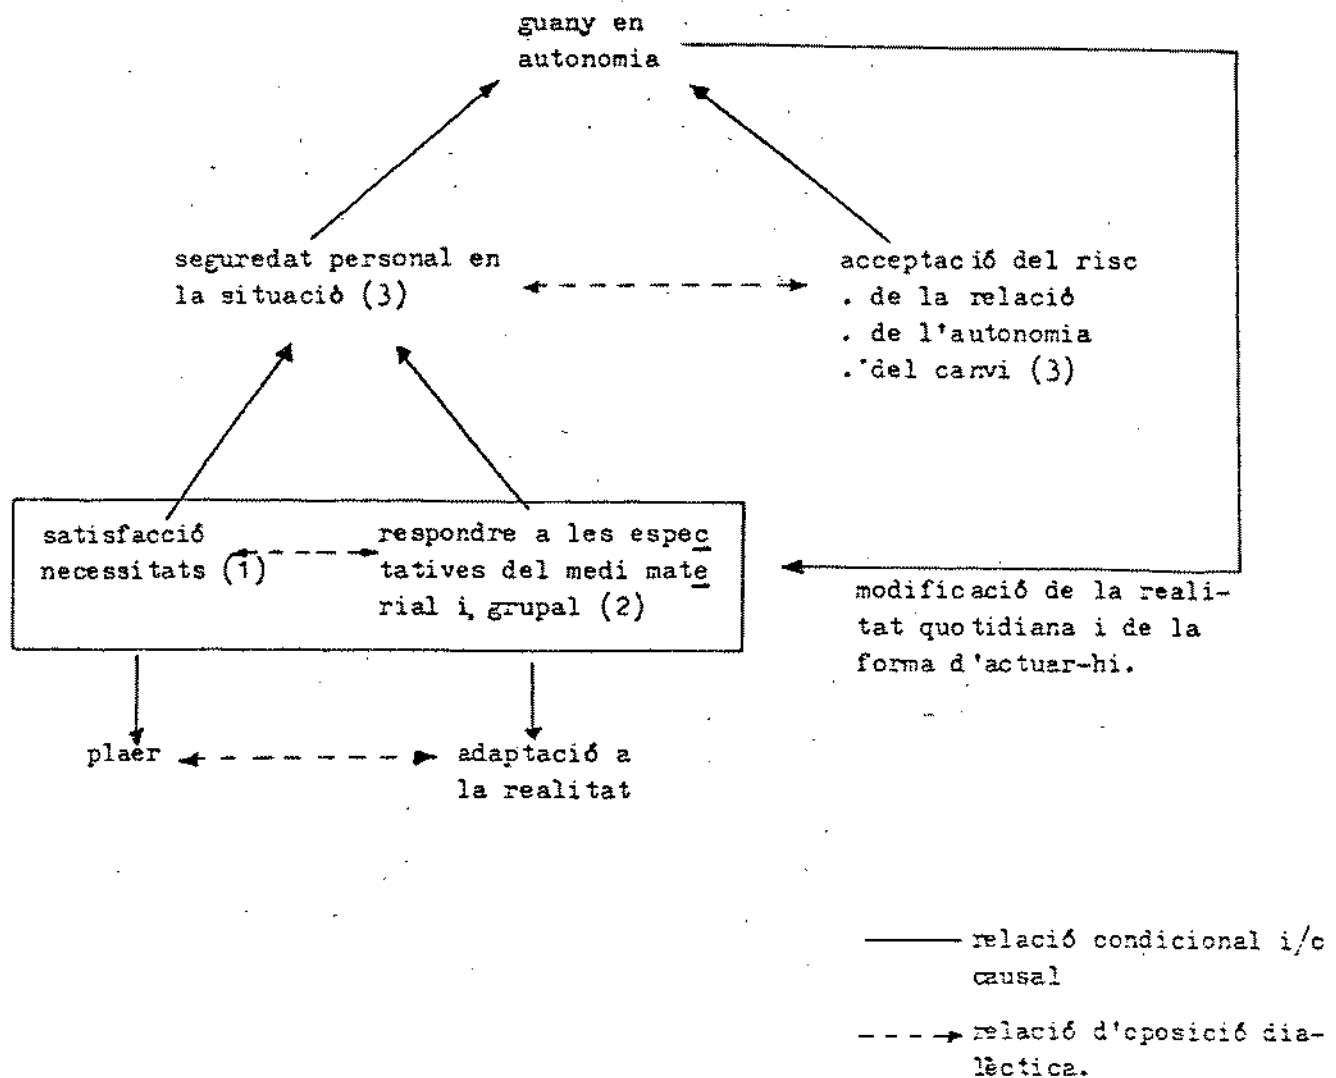 guany en
autonomia
seguredat personal en
la situació (3)
acceptació del risc
. de la relació
. de l'autonomia
. del canvi (3)
satisfacció
necessitats (1)
respondre a les espec
tatives del medi mate
rial i, grupal (2)
modificació de la reali-
tat quotidiana i de la
forma d'actuar-hi.
plaer
adaptació a
la realitat
relació condicional i/o
causal
relació d'oposició dia-
lèctica.